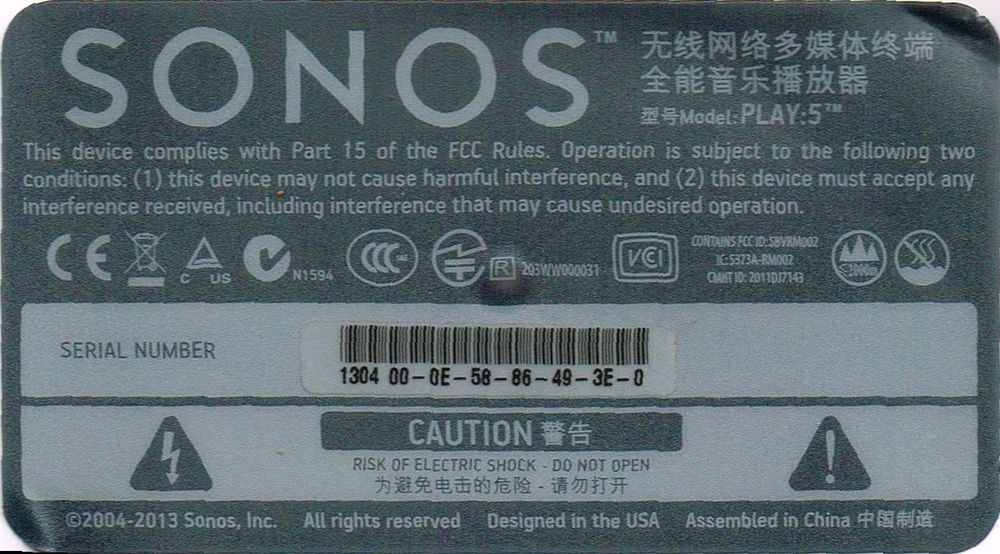 SONOS™
无线网络多媒体终端
全能音乐播放器
型号Model:PLAY:5™
This device complies with Part 15 of the FCC Rules. Operation is subject to the following two
conditions: (1) this device may not cause harmful interference, and (2) this device must accept any
interference received, including interference that may cause undesired operation.
CE C US N1594 CCC R 203WW000031 VCI
CONTAINS FCC ID: SBVRM002
IC: 5373A-RM002
CMIIT ID: 2011DJ7143
≤2000m
SERIAL NUMBER
1304 00-0E-58-86-49-3E-0
CAUTION 警告
RISK OF ELECTRIC SHOCK - DO NOT OPEN
为避免电击的危险 - 请勿打开
©2004-2013 Sonos, Inc. All rights reserved Designed in the USA Assembled in China 中国制造